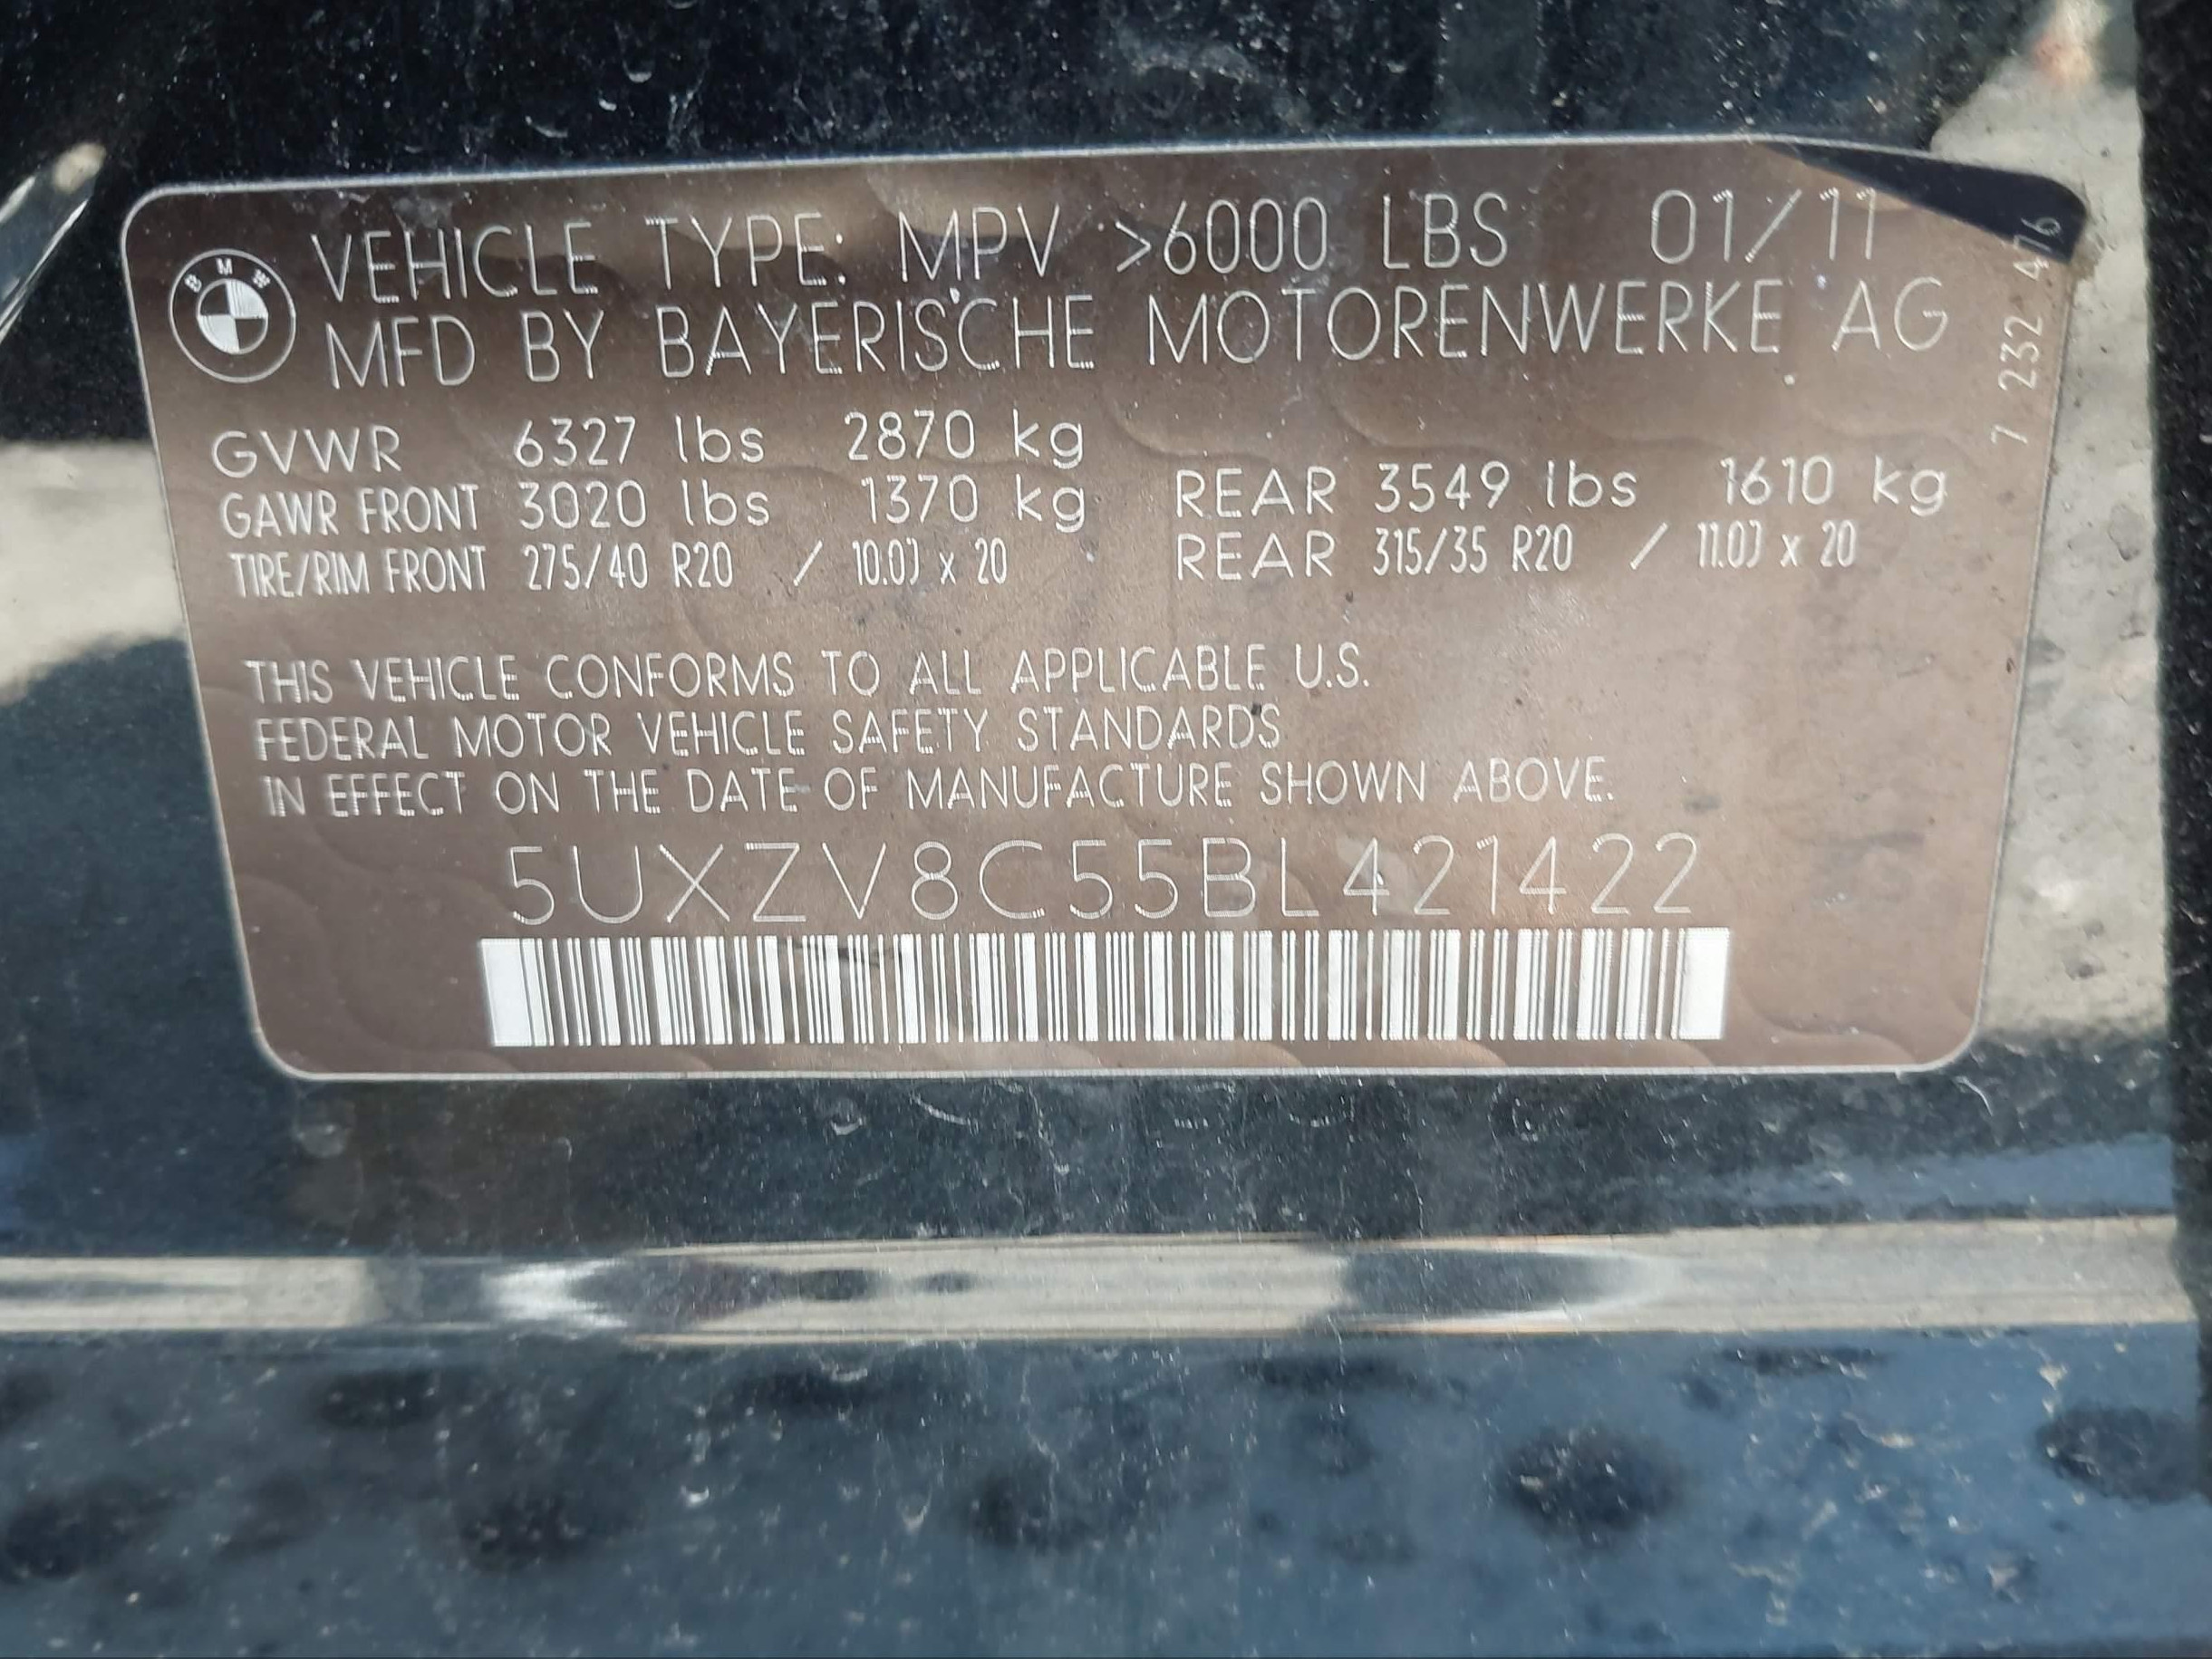 BMW
VEHICLE TYPE: MPV >6000 LBS 01/11
MFD BY BAYERISCHE MOTORENWERKE AG
GVWR 6327 lbs 2870 kg
GAWR FRONT 3020 lbs 1370 kg REAR 3549 lbs 1610 kg
TIRE/RIM FRONT 275/40 R20 / 10.0J x 20 REAR 315/35 R20 / 11.0J x 20
THIS VEHICLE CONFORMS TO ALL APPLICABLE U.S.
FEDERAL MOTOR VEHICLE SAFETY STANDARDS
IN EFFECT ON THE DATE OF MANUFACTURE SHOWN ABOVE.
5UXZV8C55BL421422
7 232 476